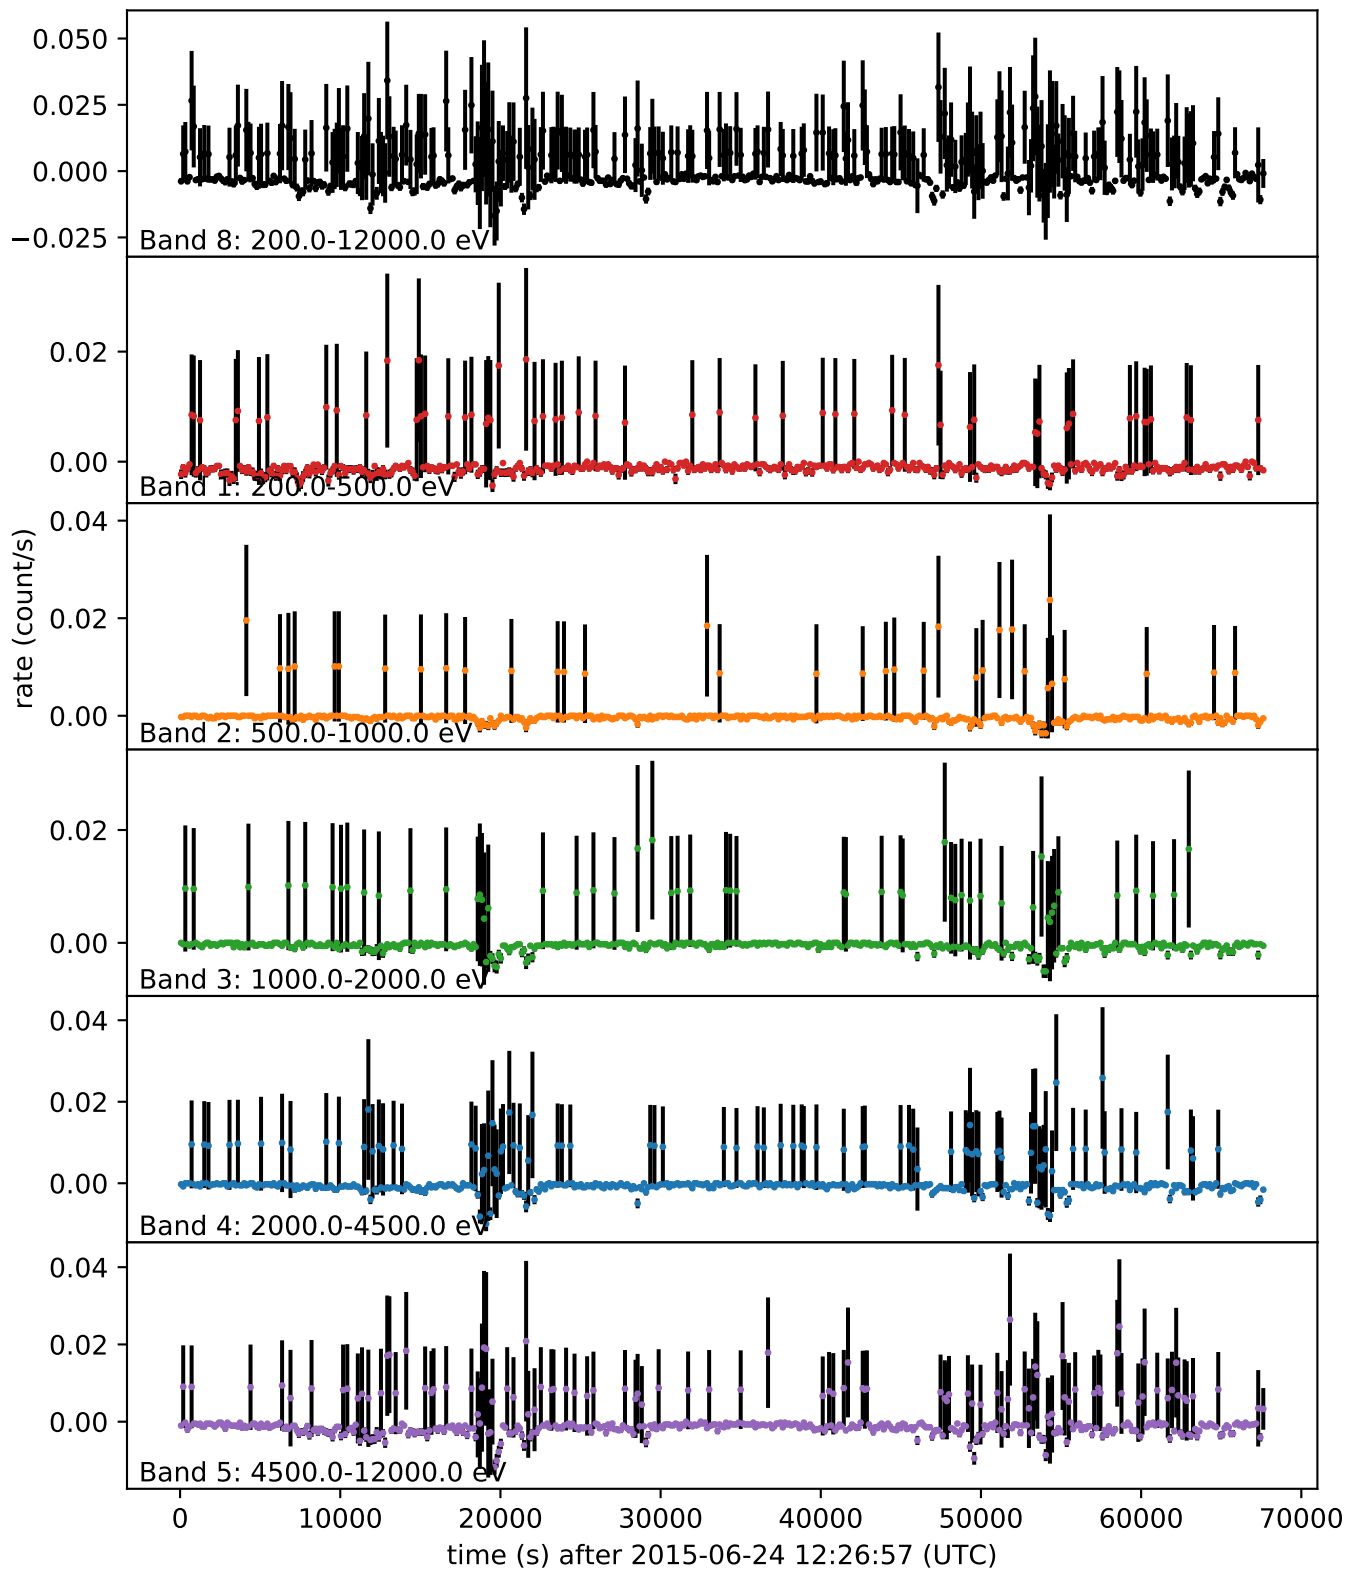 0.050
0.025
0.000
−0.025
Band 8: 200.0-12000.0 eV
0.02
0.00
Band 1: 200.0-500.0 eV
0.04
0.02
0.00
Band 2: 500.0-1000.0 eV
rate (count/s)
0.02
0.00
Band 3: 1000.0-2000.0 eV
0.04
0.02
0.00
Band 4: 2000.0-4500.0 eV
0.04
0.02
0.00
Band 5: 4500.0-12000.0 eV
0 10000 20000 30000 40000 50000 60000 70000
time (s) after 2015-06-24 12:26:57 (UTC)